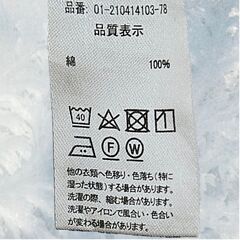 品番: 01-210414103-78
品質表示
綿 100%
40
F W
他の衣類へ色移り・色落ち(特に
湿った状態)する場合があります。
洗濯の際、縮む場合があります。
洗濯やアイロンで風合い・色合い
が変わる場合があります。